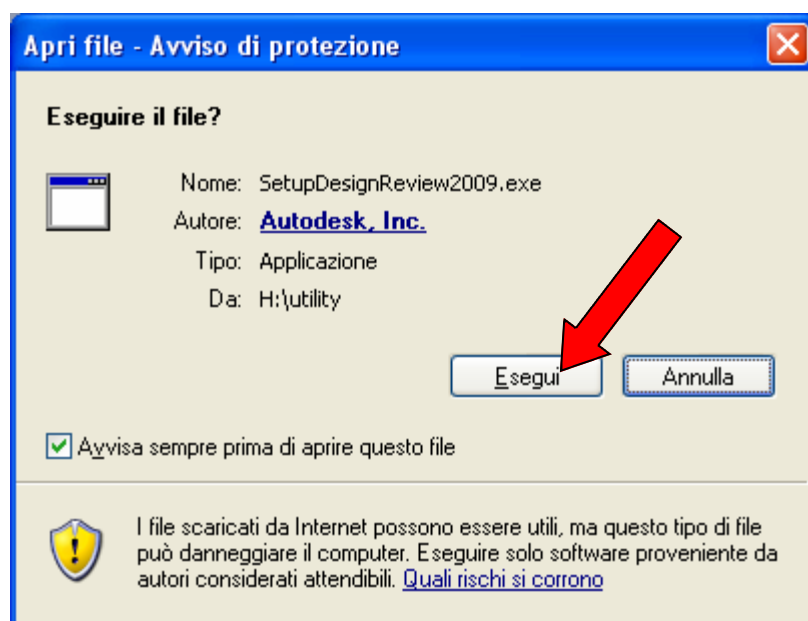 Apri file - Avviso di protezione
Eseguire il file?
Nome: SetupDesignReview2009.exe
Autore: Autodesk, Inc.
Tipo: Applicazione
Da: H:\utility
Esegui Annulla
Avvisa sempre prima di aprire questo file
I file scaricati da Internet possono essere utili, ma questo tipo di file
può danneggiare il computer. Eseguire solo software proveniente da
autori considerati attendibili. Quali rischi si corrono